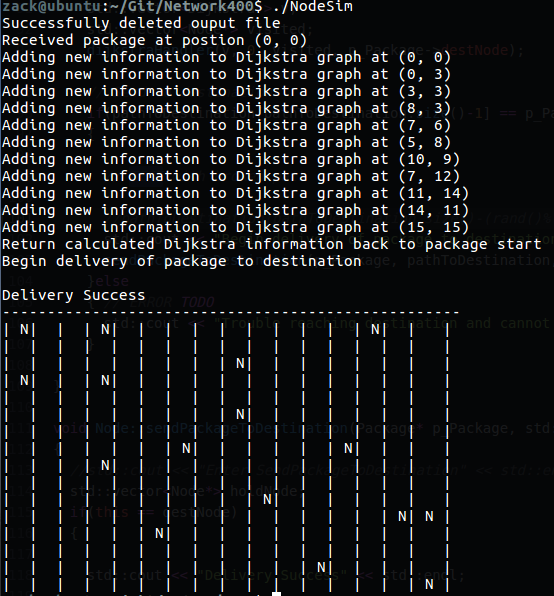 zack@ubuntu:~/Git/Network400$ ./NodeSim
Successfully deleted ouput file
Received package at postion (0, 0)
Adding new information to Dijkstra graph at (0, 0)
Adding new information to Dijkstra graph at (0, 3)
Adding new information to Dijkstra graph at (3, 3)
Adding new information to Dijkstra graph at (8, 3)
Adding new information to Dijkstra graph at (7, 6)
Adding new information to Dijkstra graph at (5, 8)
Adding new information to Dijkstra graph at (10, 9)
Adding new information to Dijkstra graph at (7, 12)
Adding new information to Dijkstra graph at (11, 14)
Adding new information to Dijkstra graph at (14, 11)
Adding new information to Dijkstra graph at (15, 15)
Return calculated Dijkstra information back to package start
Begin delivery of package to destination
Delivery Success
---------------------------------------------------
| N|  |  | N|  |  |  |  |  |  |  |  |  | N|  |  |
|  |  |  |  |  |  |  |  |  |  |  |  |  |  |  |  |
|  |  |  |  |  |  |  |  | N|  |  |  |  |  |  |  |
| N|  |  | N|  |  |  |  |  |  |  |  |  |  |  |  |
|  |  |  |  |  |  |  |  |  |  |  |  |  |  |  |  |
|  |  |  |  |  |  |  |  | N|  |  |  |  |  |  |  |
|  |  |  |  |  |  |  |  |  |  |  |  |  |  |  |  |
|  |  |  |  |  |  | N|  |  |  |  |  | N|  |  |  |
|  |  |  | N|  |  |  |  |  |  |  |  |  |  |  |  |
|  |  |  |  |  |  |  |  |  |  |  |  |  |  |  |  |
|  |  |  |  |  |  |  |  |  | N|  |  |  |  |  |  |
|  |  |  |  |  |  |  |  |  |  |  |  |  |  | N| N|
|  |  |  |  |  | N|  |  |  |  |  |  |  |  |  |  |
|  |  |  |  |  |  |  |  |  |  |  |  |  |  |  |  |
|  |  |  |  |  |  |  |  |  |  |  | N|  |  |  |  |
|  |  |  |  |  |  |  |  |  |  |  |  |  |  |  | N|